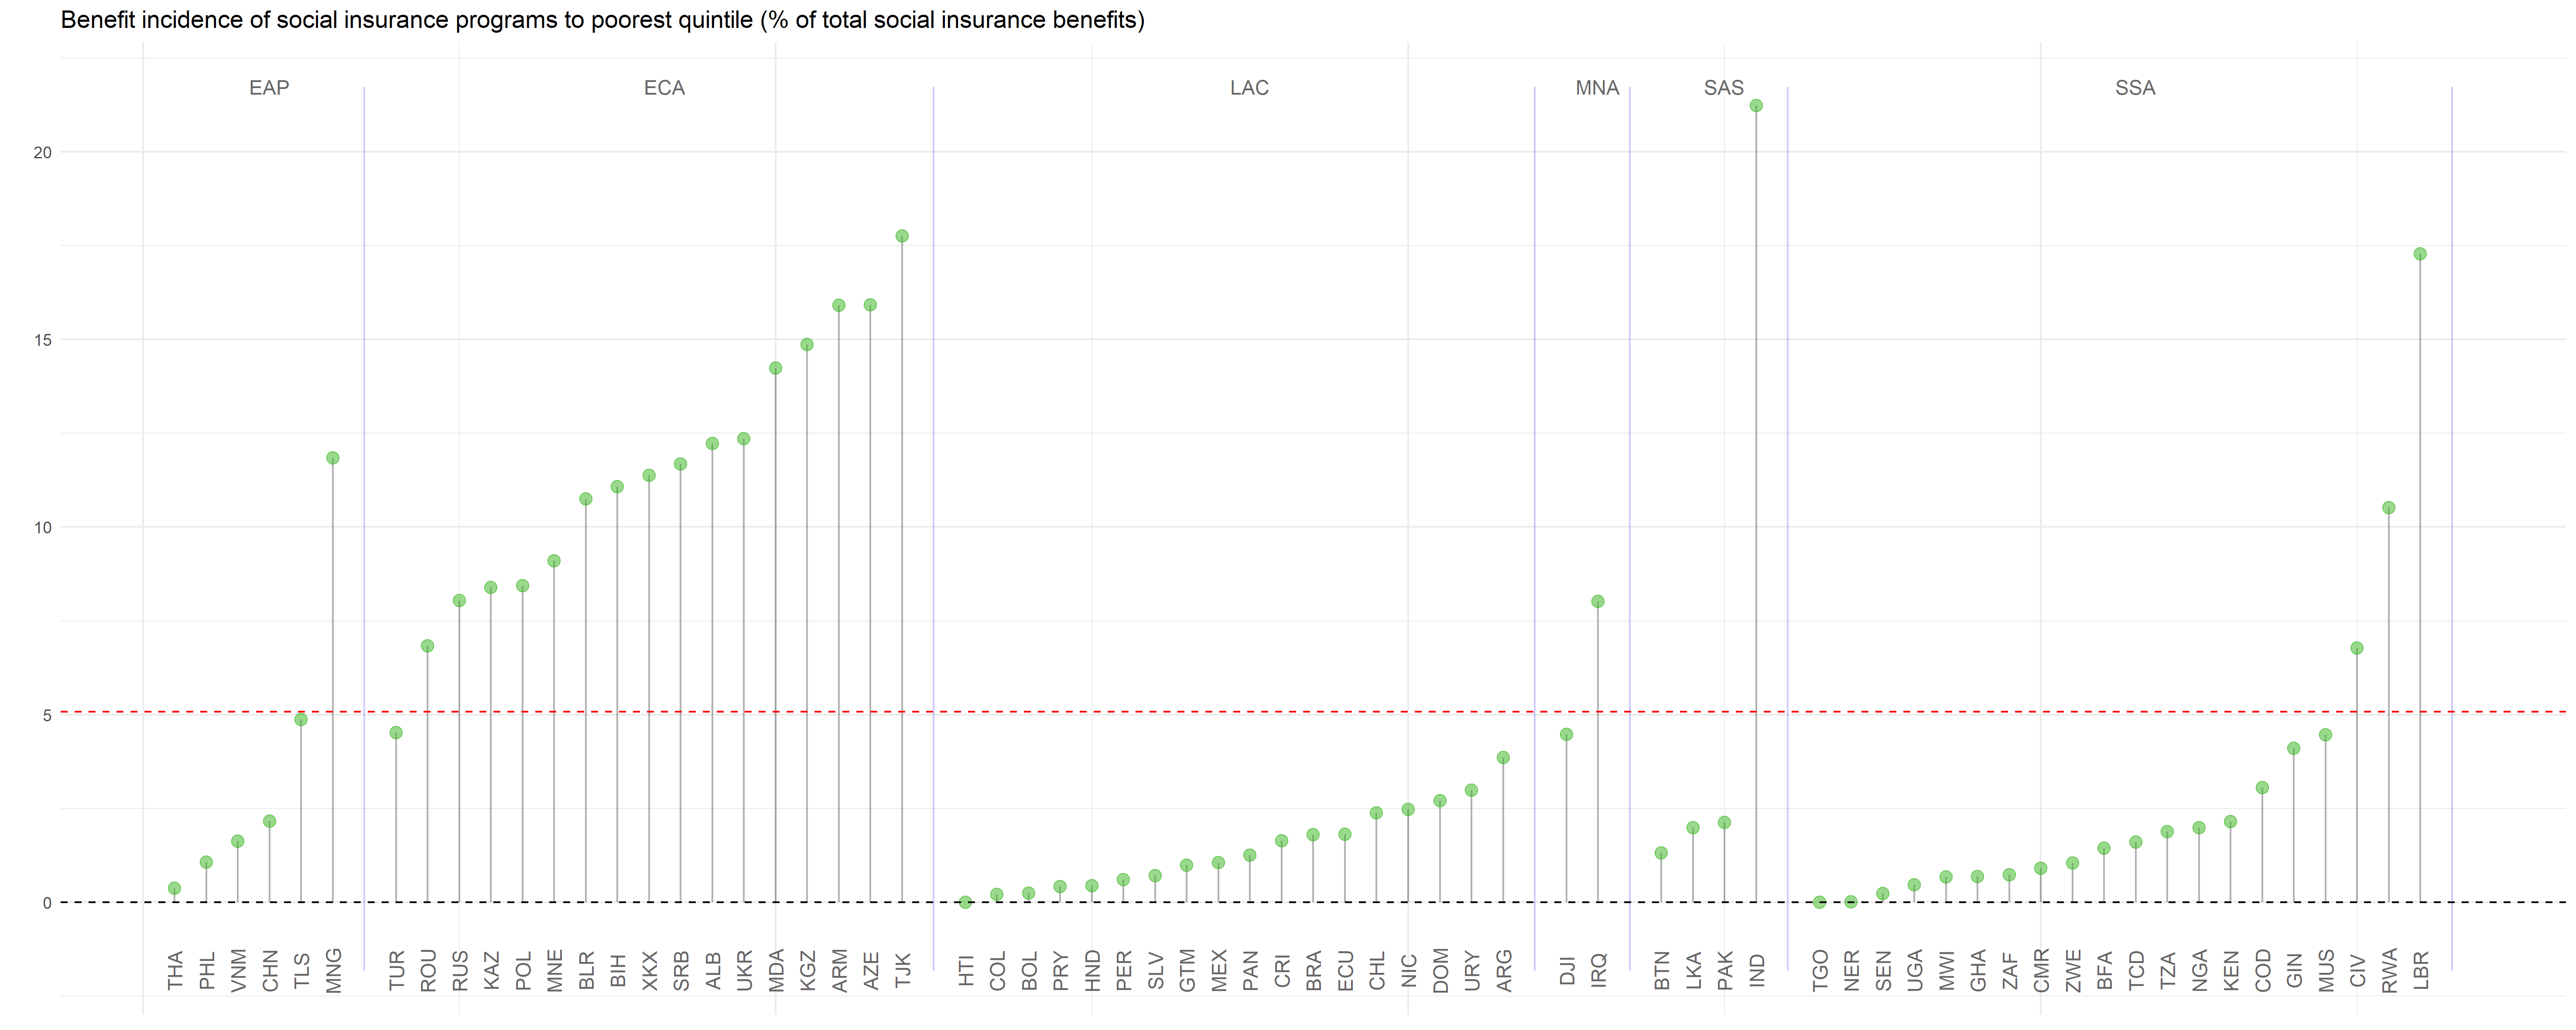 Benefit incidence of social insurance programs to poorest quintile (% of total social insurance benefits)
EAP ECA LAC MNA SAS SSA
20
15
10
5
0
THA PHL VNM CHN TLS MNG TUR ROU RUS KAZ POL MNE BLR BIH XKX SRB ALB UKR MDA KGZ ARM AZE TJK HTI COL BOL PRY HND PER SLV GTM MEX PAN CRI BRA ECU CHL NIC DOM URY ARG DJI IRQ BTN LKA PAK IND TGO NER SEN UGA MWI GHA ZAF CMR ZWE BFA TCD TZA NGA KEN COD GIN MUS CIV RWA LBR